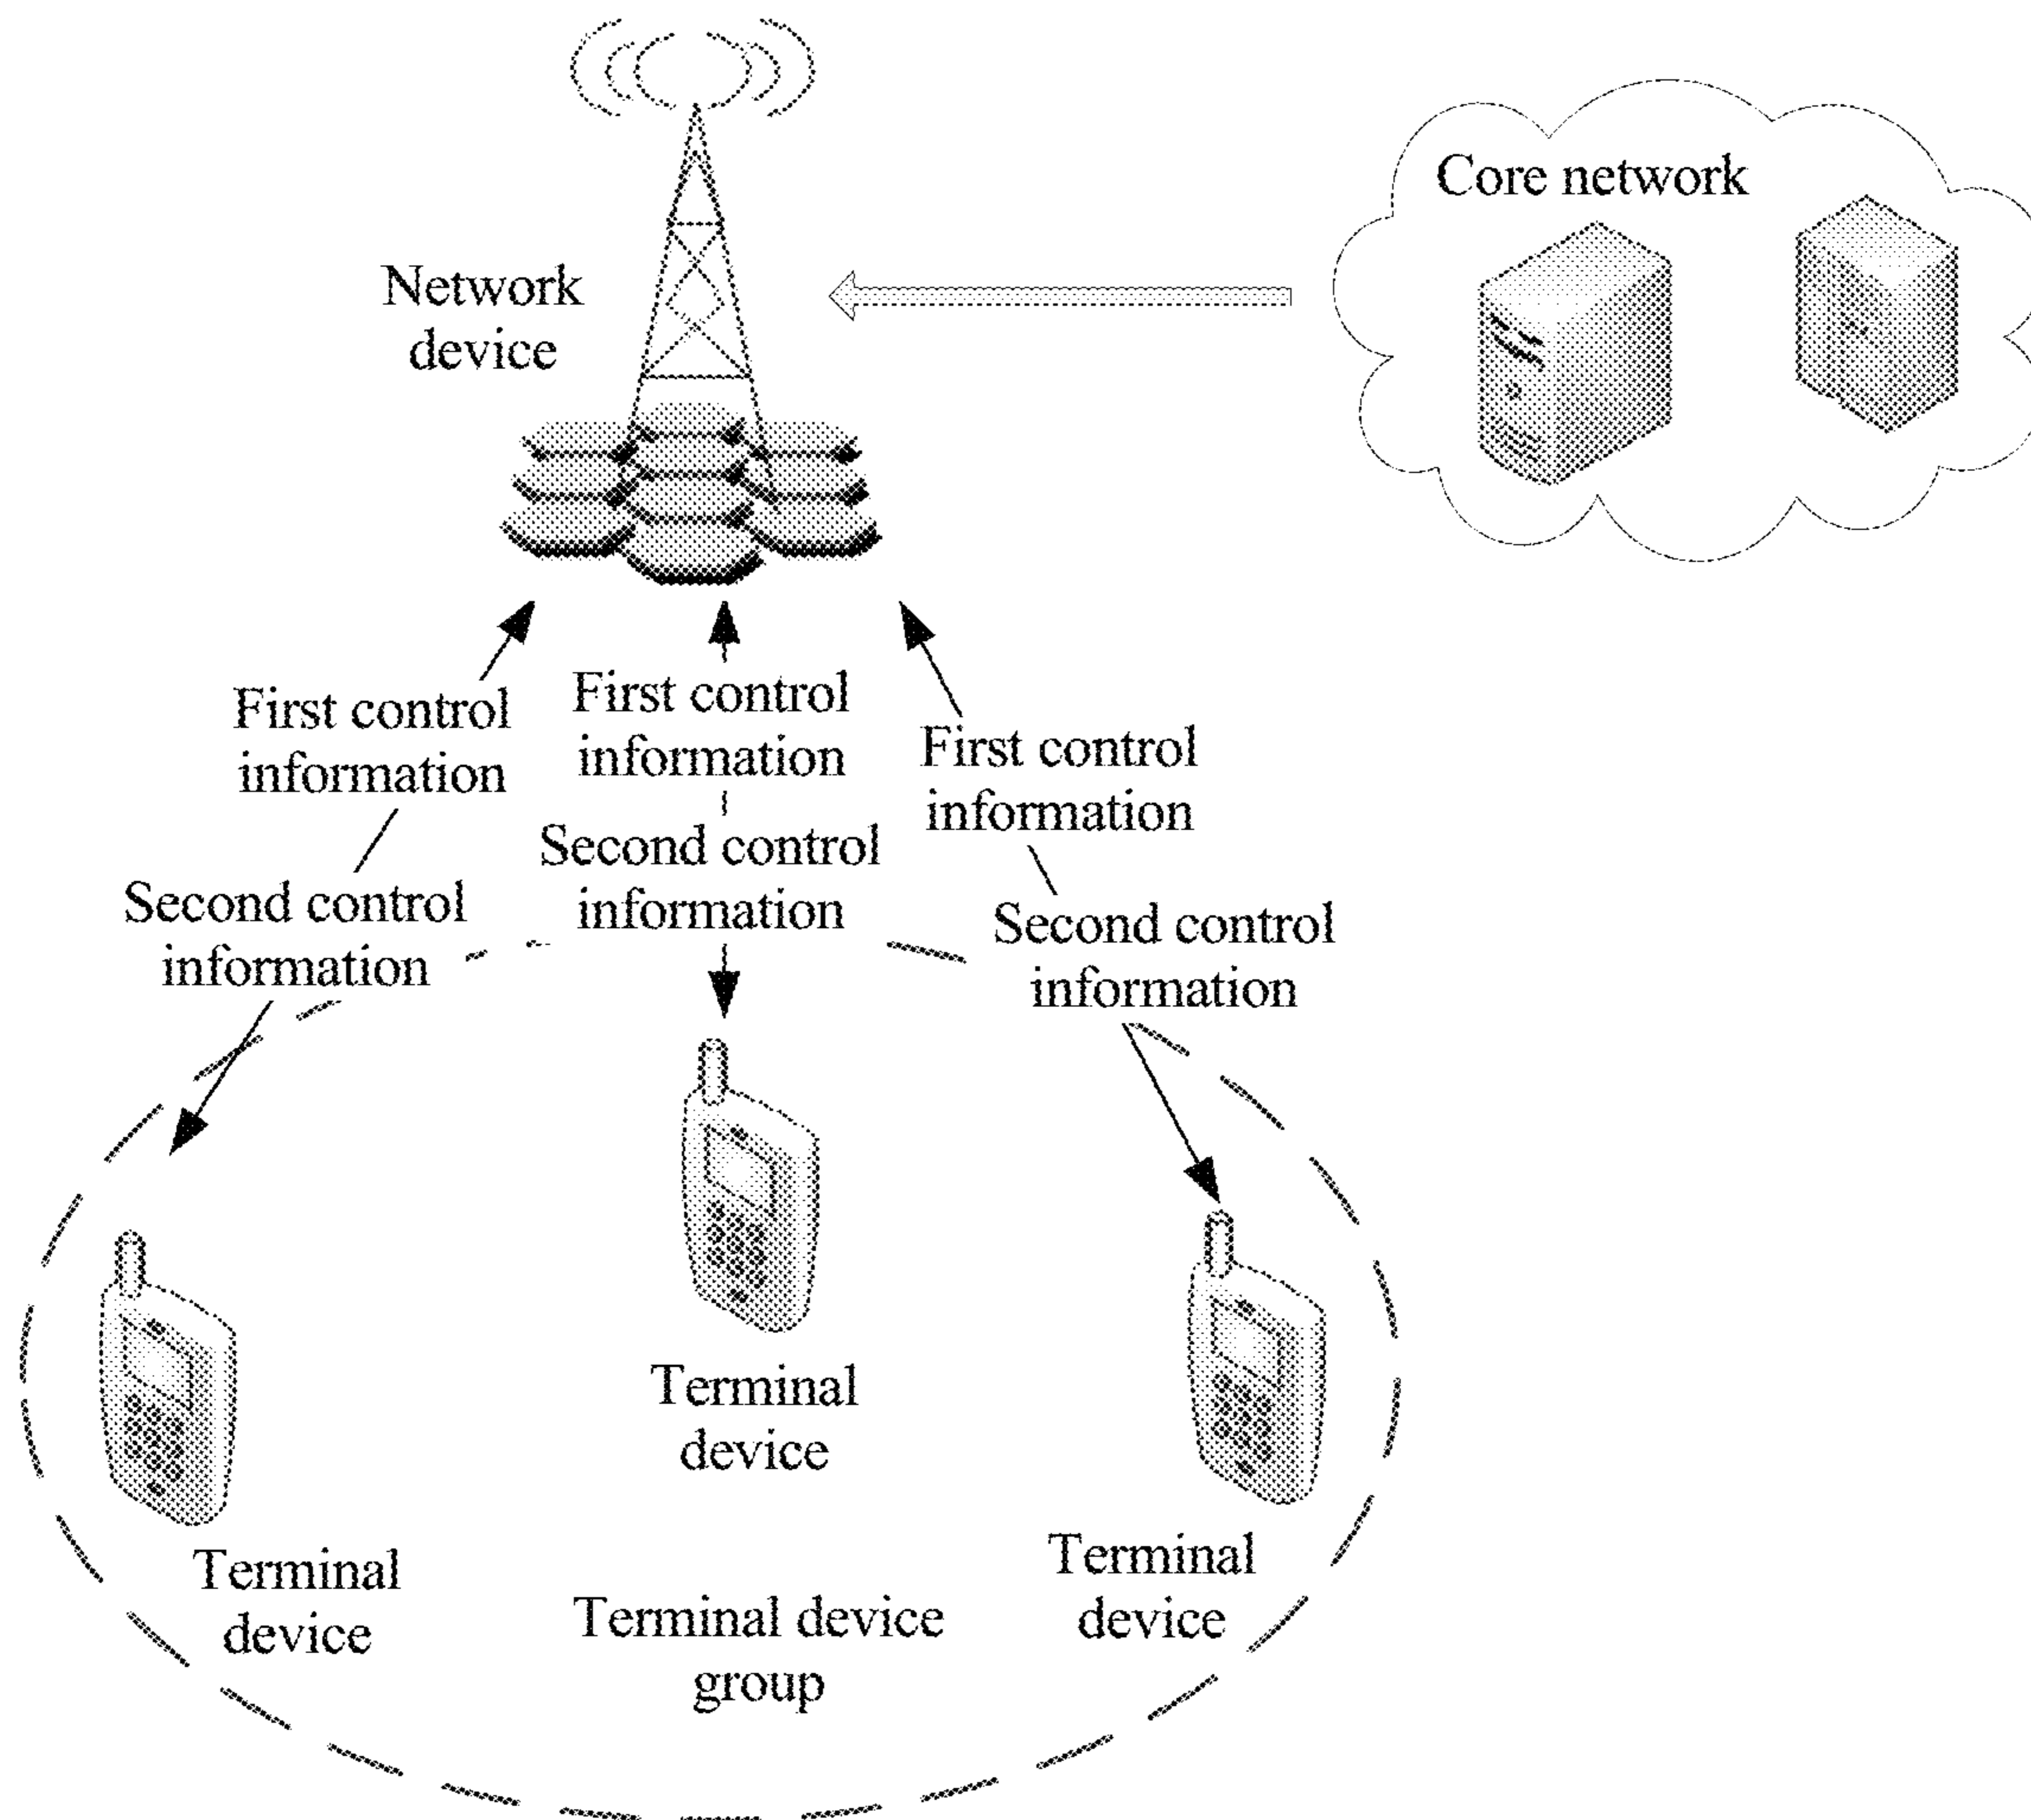 Core network
Network
device
First control
information
First control
information
First control
information
Second control
information
Second control
information
Second control
information
Terminal
device
Terminal
device
Terminal
device
Terminal device
group